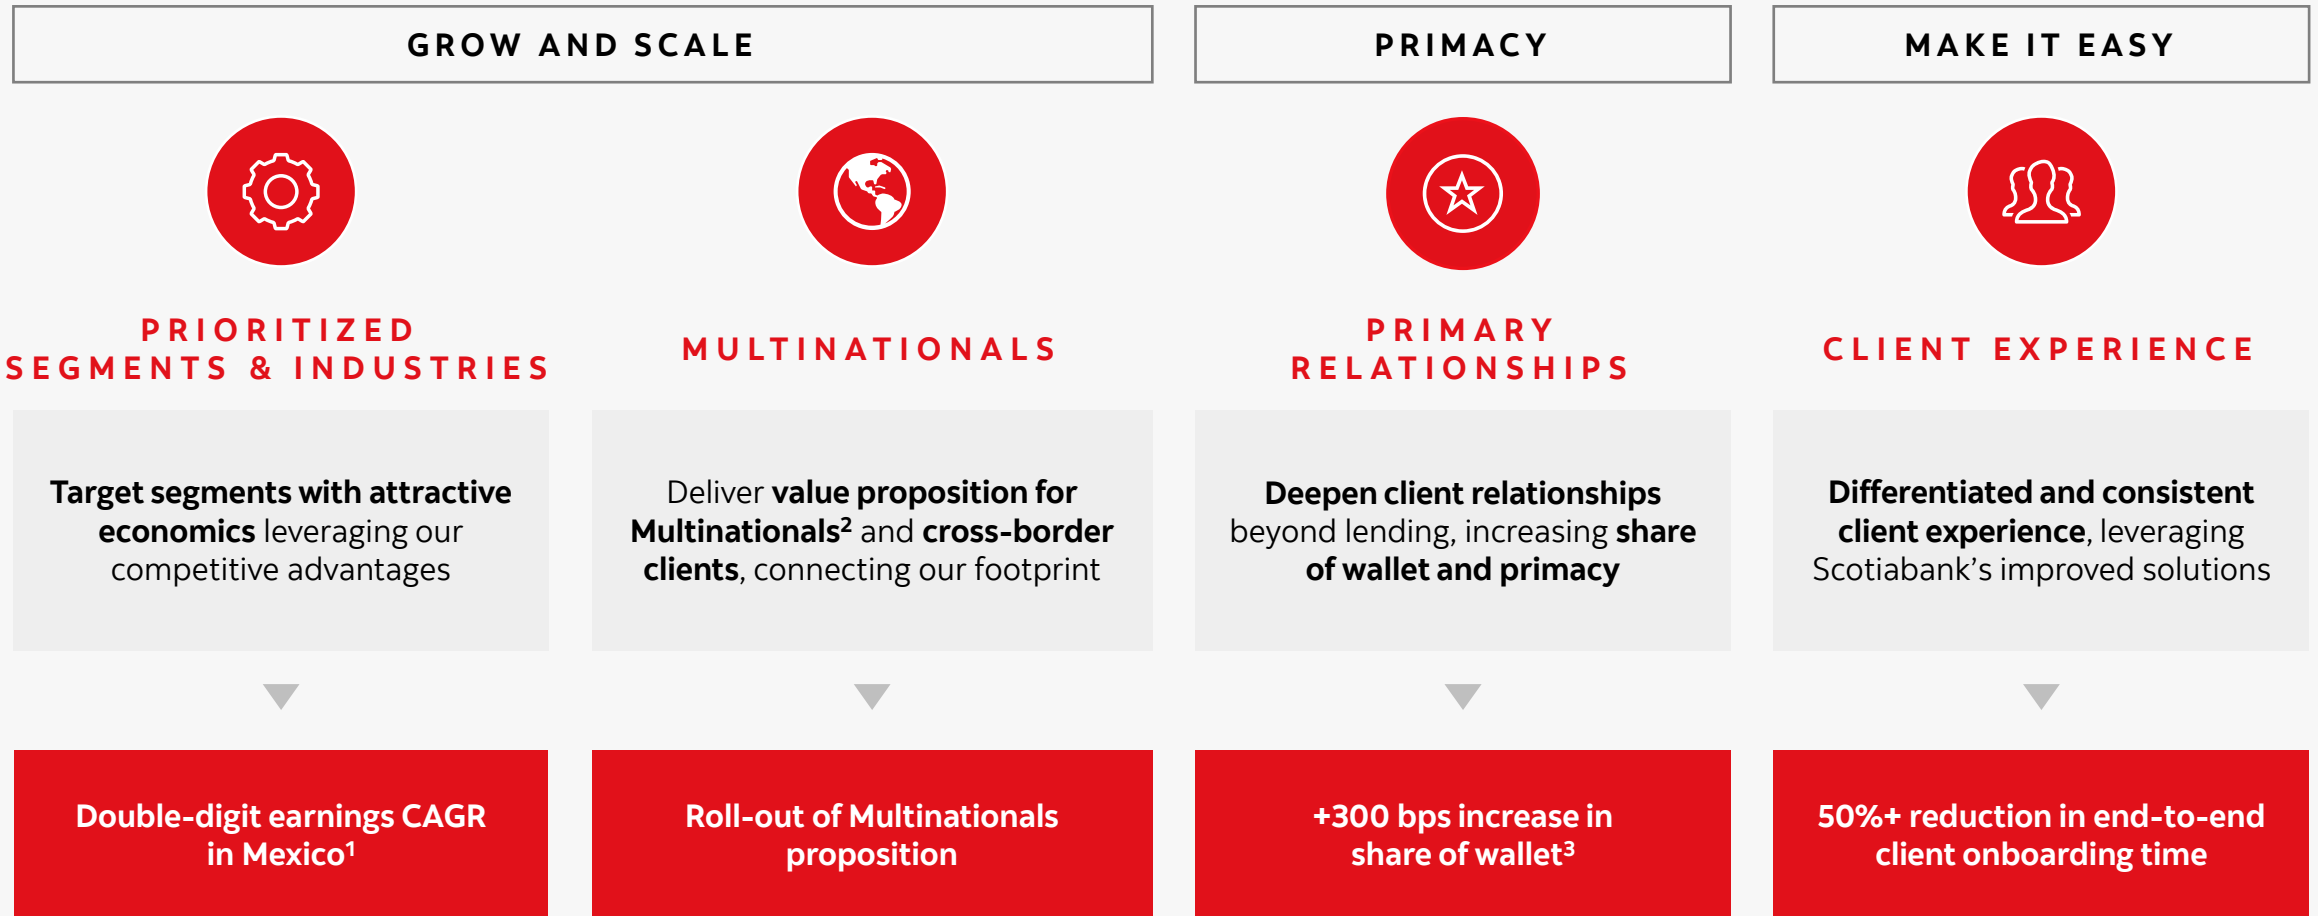 GROW AND SCALE
PRIMACY
MAKE IT EASY
PRIORITIZED
SEGMENTS & INDUSTRIES
MULTINATIONALS
PRIMARY
RELATIONSHIPS
CLIENT EXPERIENCE
Target segments with attractive
economics leveraging our
competitive advantages
Deliver value proposition for
Multinationals² and cross-border
clients, connecting our footprint
Deepen client relationships
beyond lending, increasing share
of wallet and primacy
Differentiated and consistent
client experience, leveraging
Scotiabank’s improved solutions
Double-digit earnings CAGR
in Mexico¹
Roll-out of Multinationals
proposition
+300 bps increase in
share of wallet³
50%+ reduction in end-to-end
client onboarding time